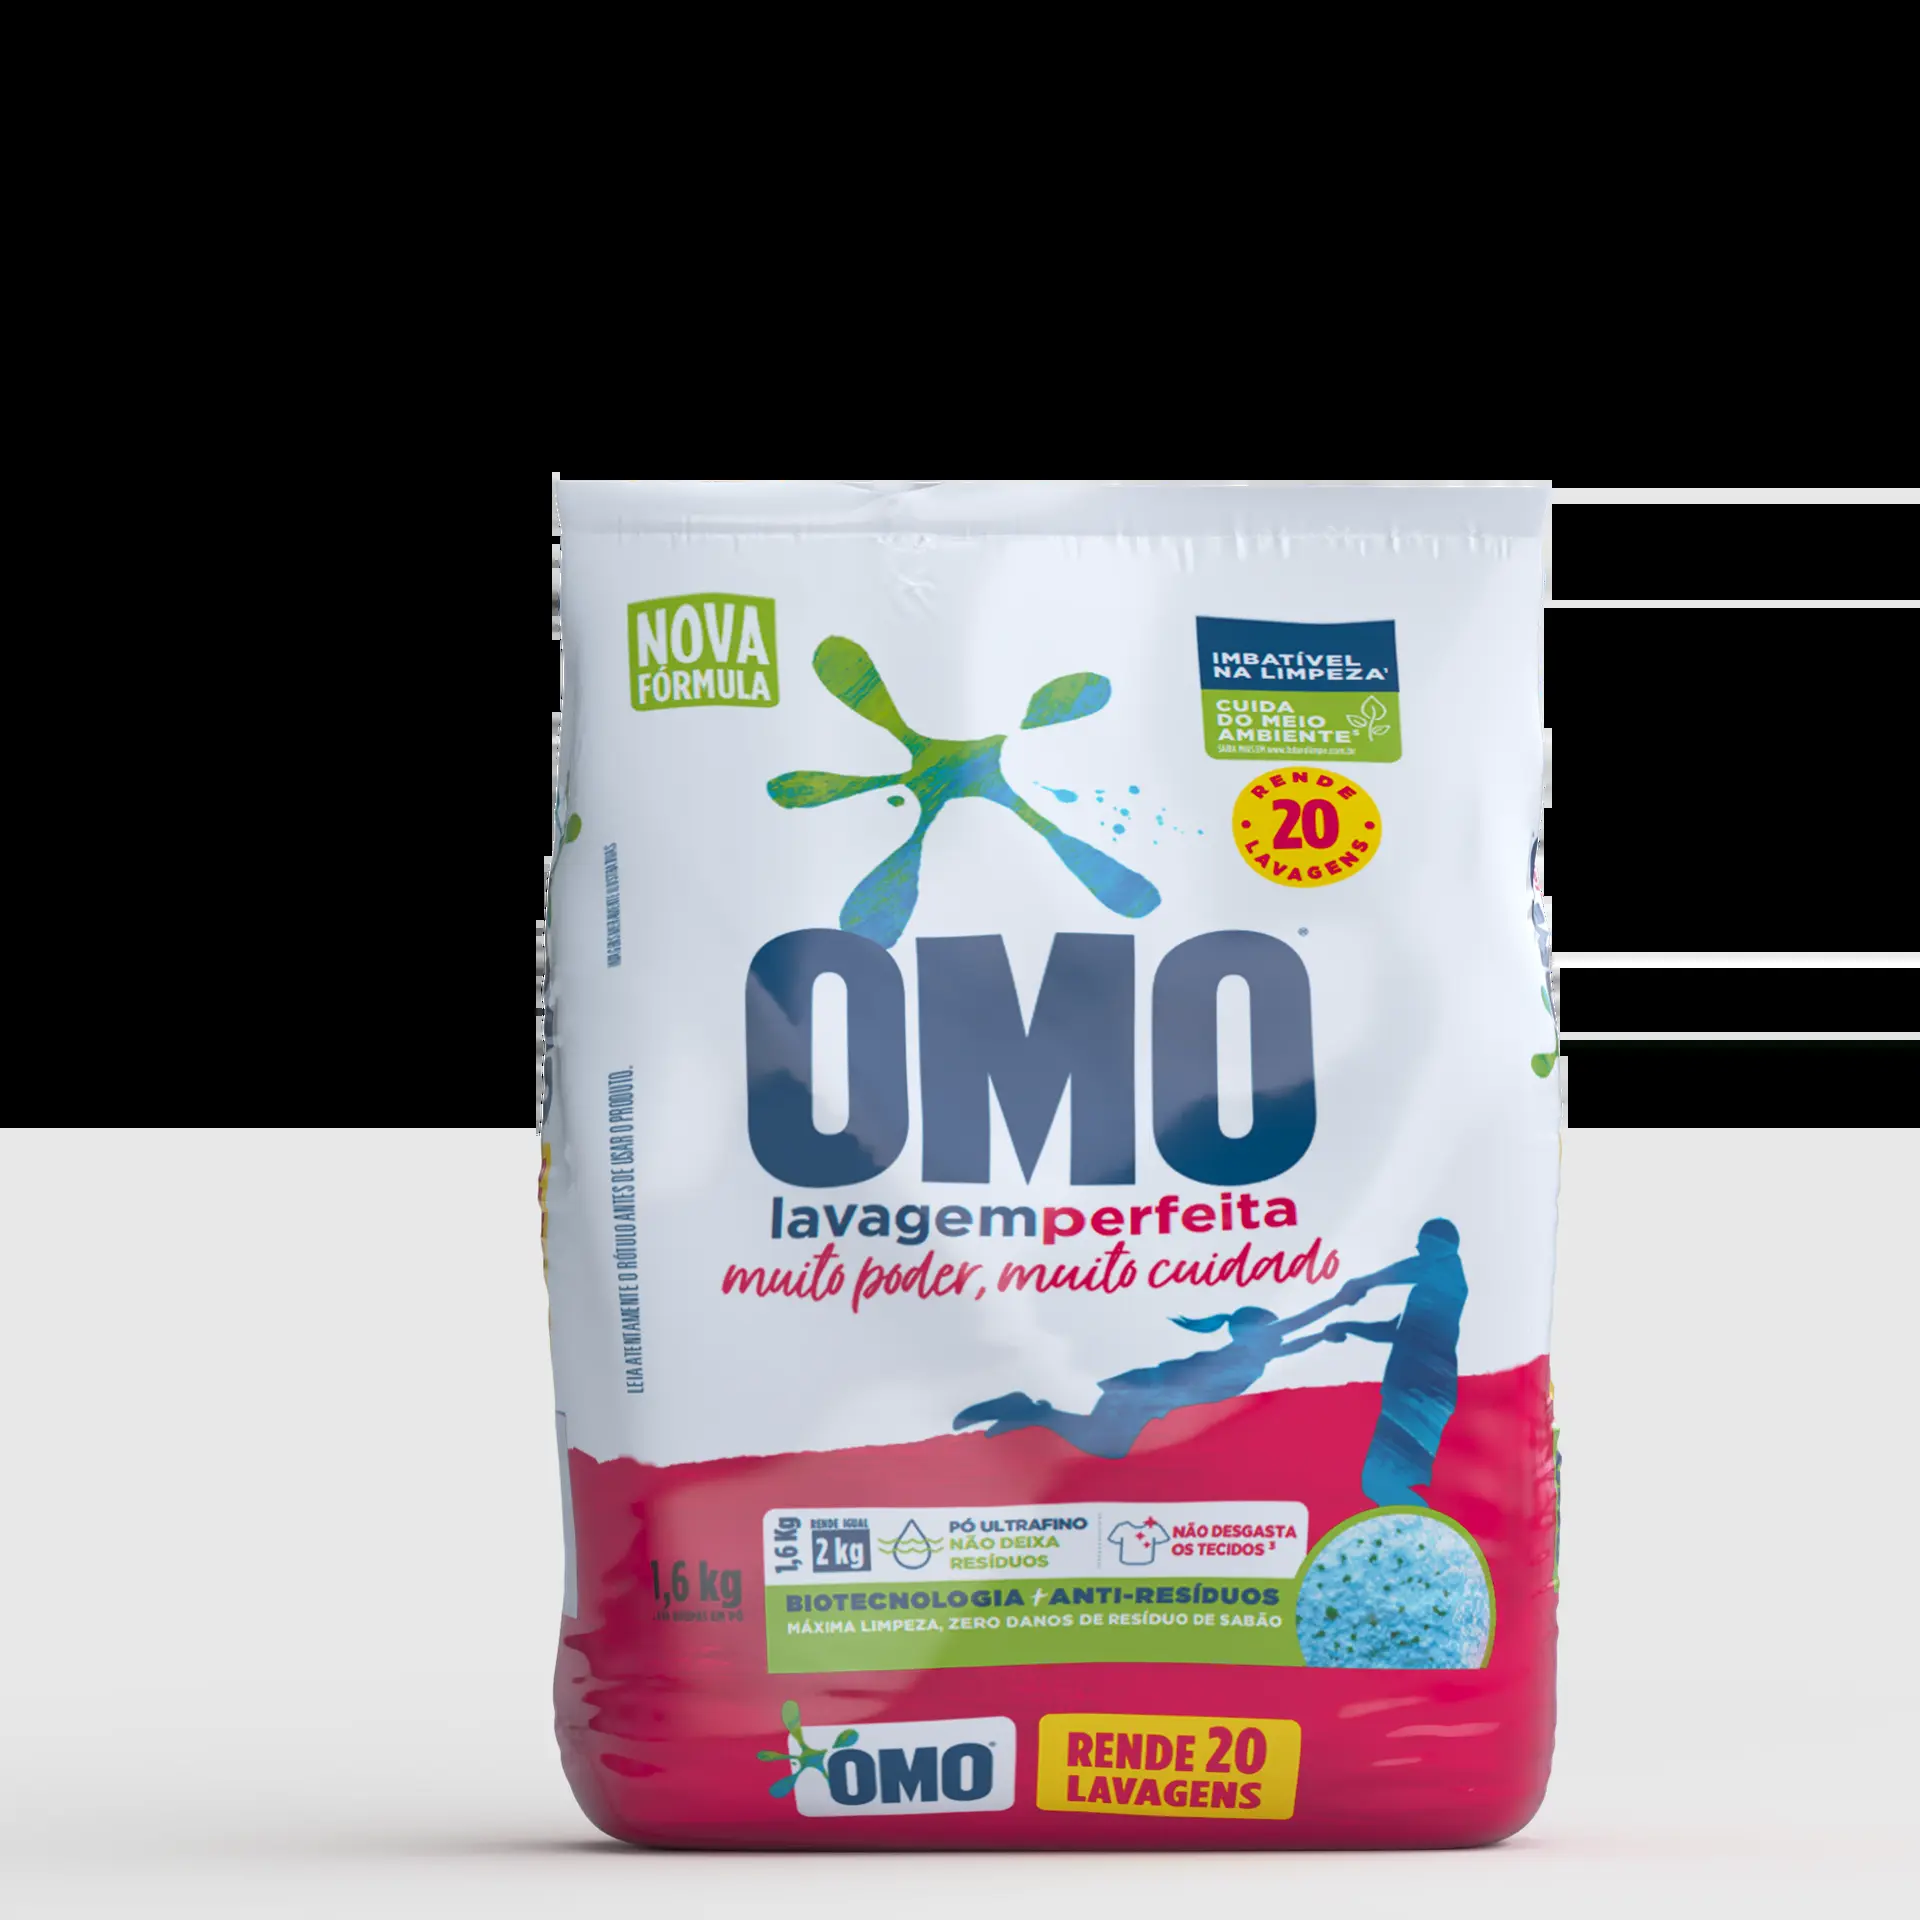 NOVA
FÓRMULA
IMBATÍVEL
NA LIMPEZA¹
CUIDA
DO MEIO
AMBIENTE⁵
RENDE
20
LAVAGENS
OMO®
lavagemperfeita
muito poder, muito cuidado
LEIA ATENTAMENTE O RÓTULO ANTES DE USAR O PRODUTO.
1,6 Kg
RENDE IGUAL
2 kg
PÓ ULTRAFINO
NÃO DEIXA
RESÍDUOS
NÃO DESGASTA
OS TECIDOS ³
1,6 kg
BIOTECNOLOGIA + ANTI-RESÍDUOS
MÁXIMA LIMPEZA, ZERO DANOS DE RESÍDUO DE SABÃO
OMO®
RENDE 20
LAVAGENS